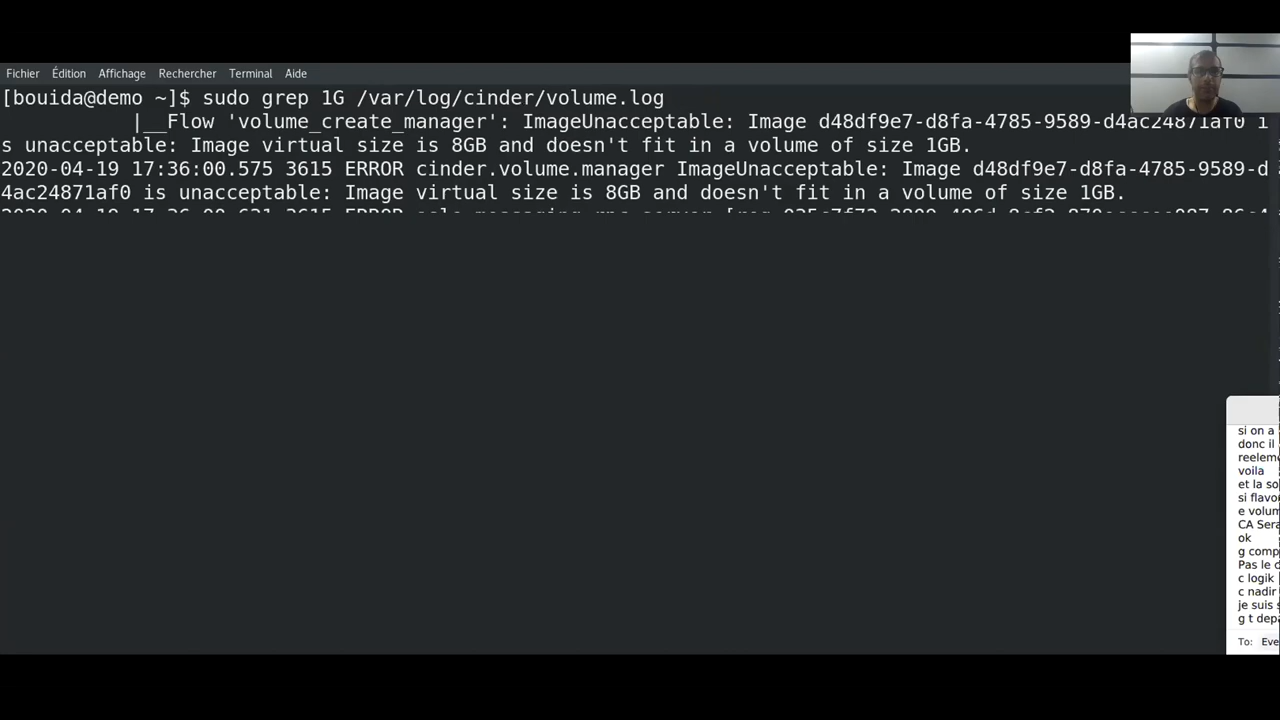 Fichier Édition Affichage Rechercher Terminal Aide
[bouida@demo ~]$ sudo grep 1G /var/log/cinder/volume.log
|__Flow 'volume_create_manager': ImageUnacceptable: Image d48df9e7-d8fa-4785-9589-d4ac24871af0 i
s unacceptable: Image virtual size is 8GB and doesn't fit in a volume of size 1GB.
2020-04-19 17:36:00.575 3615 ERROR cinder.volume.manager ImageUnacceptable: Image d48df9e7-d8fa-4785-9589-d
4ac24871af0 is unacceptable: Image virtual size is 8GB and doesn't fit in a volume of size 1GB.
si on a
donc il
reeleme
voila
et la so
si flavo
e volum
CA Sera
ok
g comp
Pas le
c logik
c nadir
je suis
g t depa
To: Eve